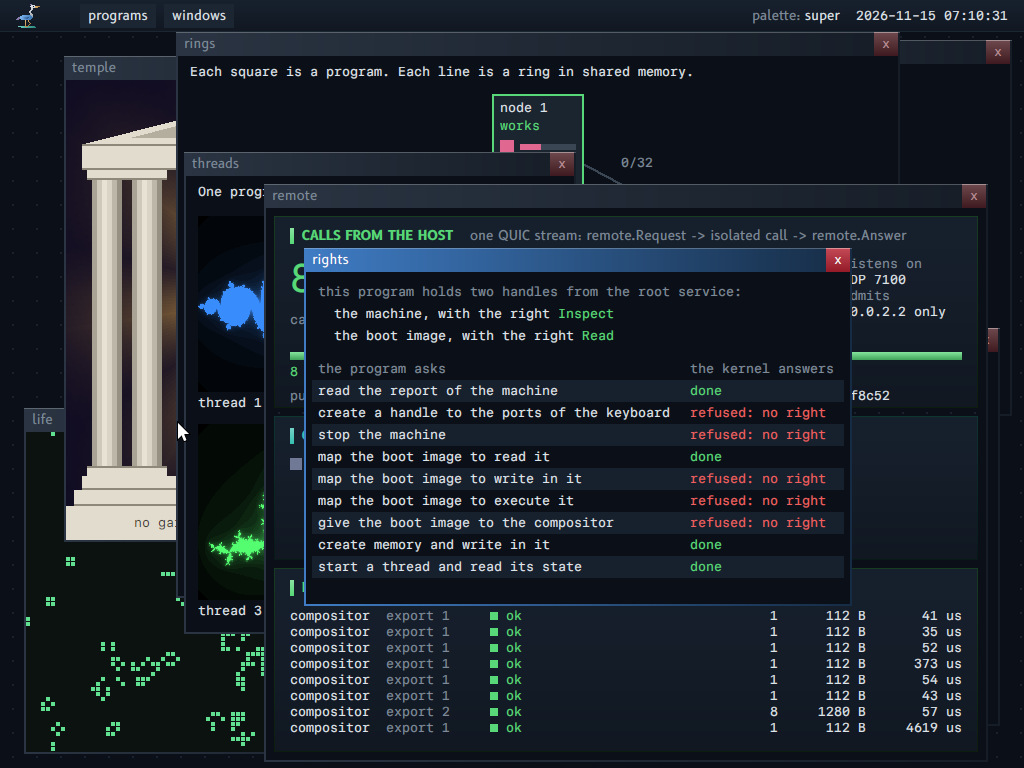 programs windows palette: super 2026-11-15 07:10:31
rings x
x
Each square is a program. Each line is a ring in shared memory.
temple
node 1
works
0/32
threads x
One prog
remote x
CALLS FROM THE HOST one QUIC stream: remote.Request -> isolated call -> remote.Answer
rights x
istens on
DP 7100
dmits
0.0.2.2 only
f8c52
this program holds two handles from the root service:
the machine, with the right Inspect
the boot image, with the right Read
the program asks the kernel answers
read the report of the machine done
create a handle to the ports of the keyboard refused: no right
stop the machine refused: no right
map the boot image to read it done
map the boot image to write in it refused: no right
map the boot image to execute it refused: no right
give the boot image to the compositor refused: no right
create memory and write in it done
start a thread and read its state done
8
ca
8
pu
thread 1
thread 3
life
no ga
compositor export 1 ok 1 112 B 41 us
compositor export 1 ok 1 112 B 35 us
compositor export 1 ok 1 112 B 52 us
compositor export 1 ok 1 112 B 373 us
compositor export 1 ok 1 112 B 54 us
compositor export 1 ok 1 112 B 43 us
compositor export 2 ok 8 1280 B 57 us
compositor export 1 ok 1 112 B 4619 us